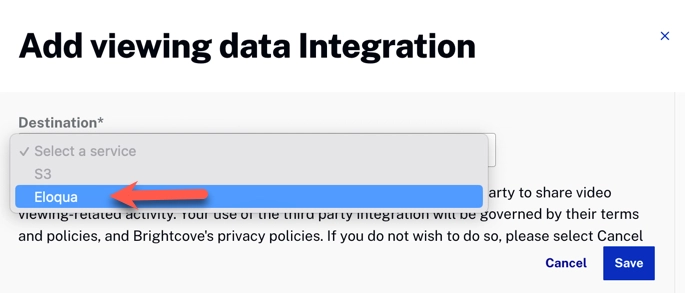 Add viewing data Integration
×
Destination*
✓ Select a service
S3
Eloqua
arty to share video
viewing-related activity. Your use of the third party integration will be governed by their terms
and policies, and Brightcove's privacy policies. If you do not wish to do so, please select Cancel
Cancel
Save